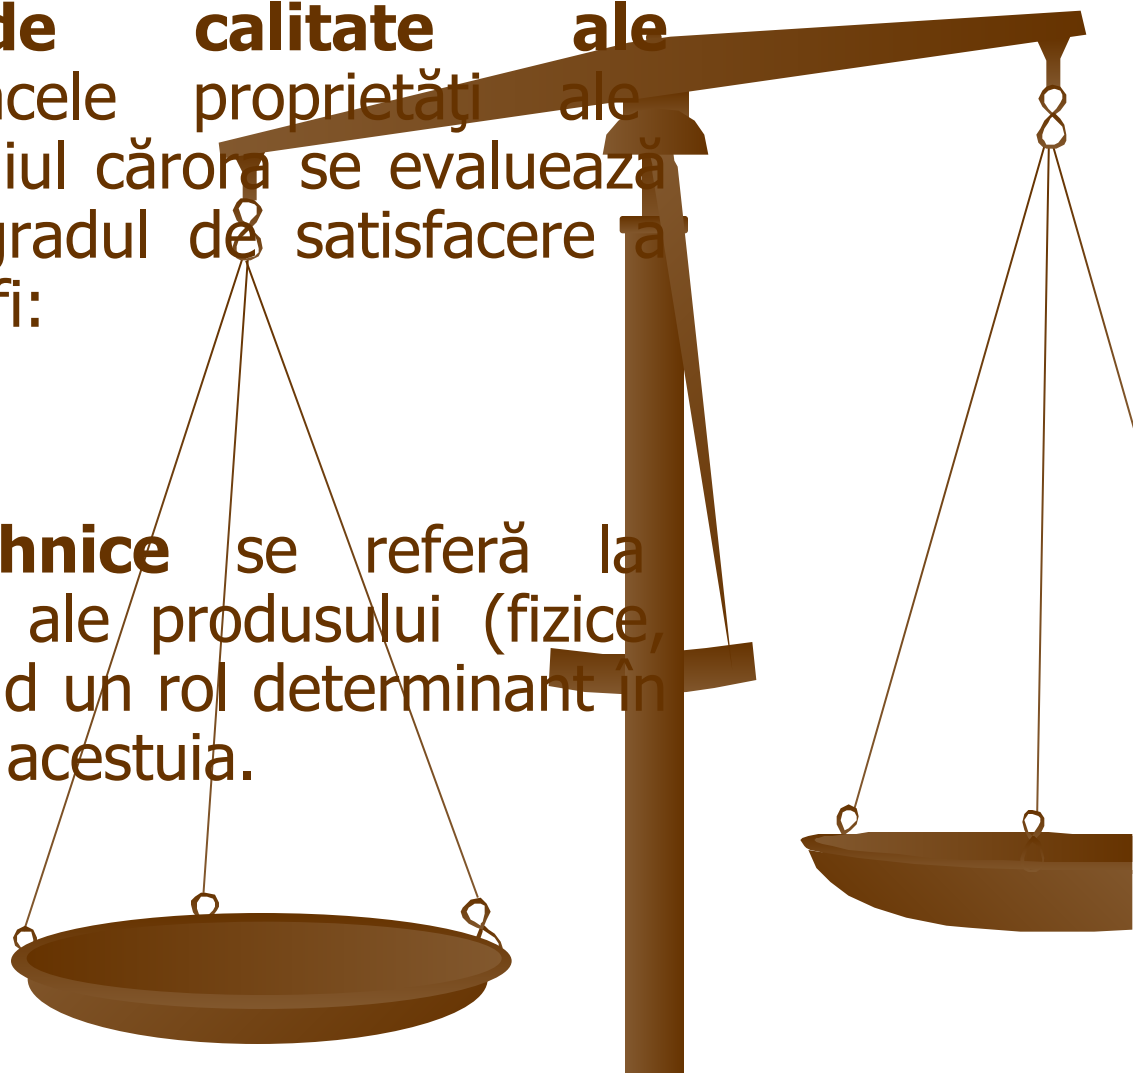 de calitate ale
acele proprietăţi ale
iul cărora se evaluează
gradul de satisfacere a
fi:
hnice se referă la
ale produsului (fizice,
d un rol determinant în
acestuia.